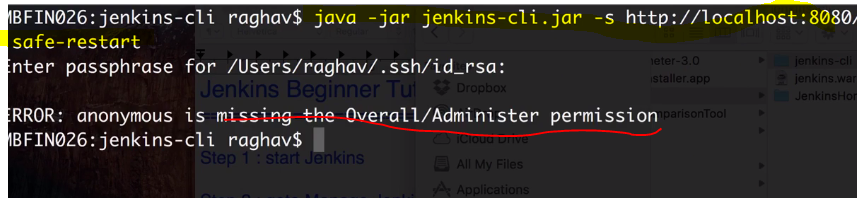 MBFIN026:jenkins-cli raghav$ java -jar jenkins-cli.jar -s http://localhost:8080/
safe-restart
Enter passphrase for /Users/raghav/.ssh/id_rsa:
ERROR: anonymous is missing the Overall/Administer permission
MBFIN026:jenkins-cli raghav$
Jenkins Beginner Tut
Step 1 : start Jenkins
Dropbox
iCloud Drive
All My Files
Applications
meter-3.0
nstaller.app
mparisonTool
jenkins-cli
jenkins.war
JenkinsHor